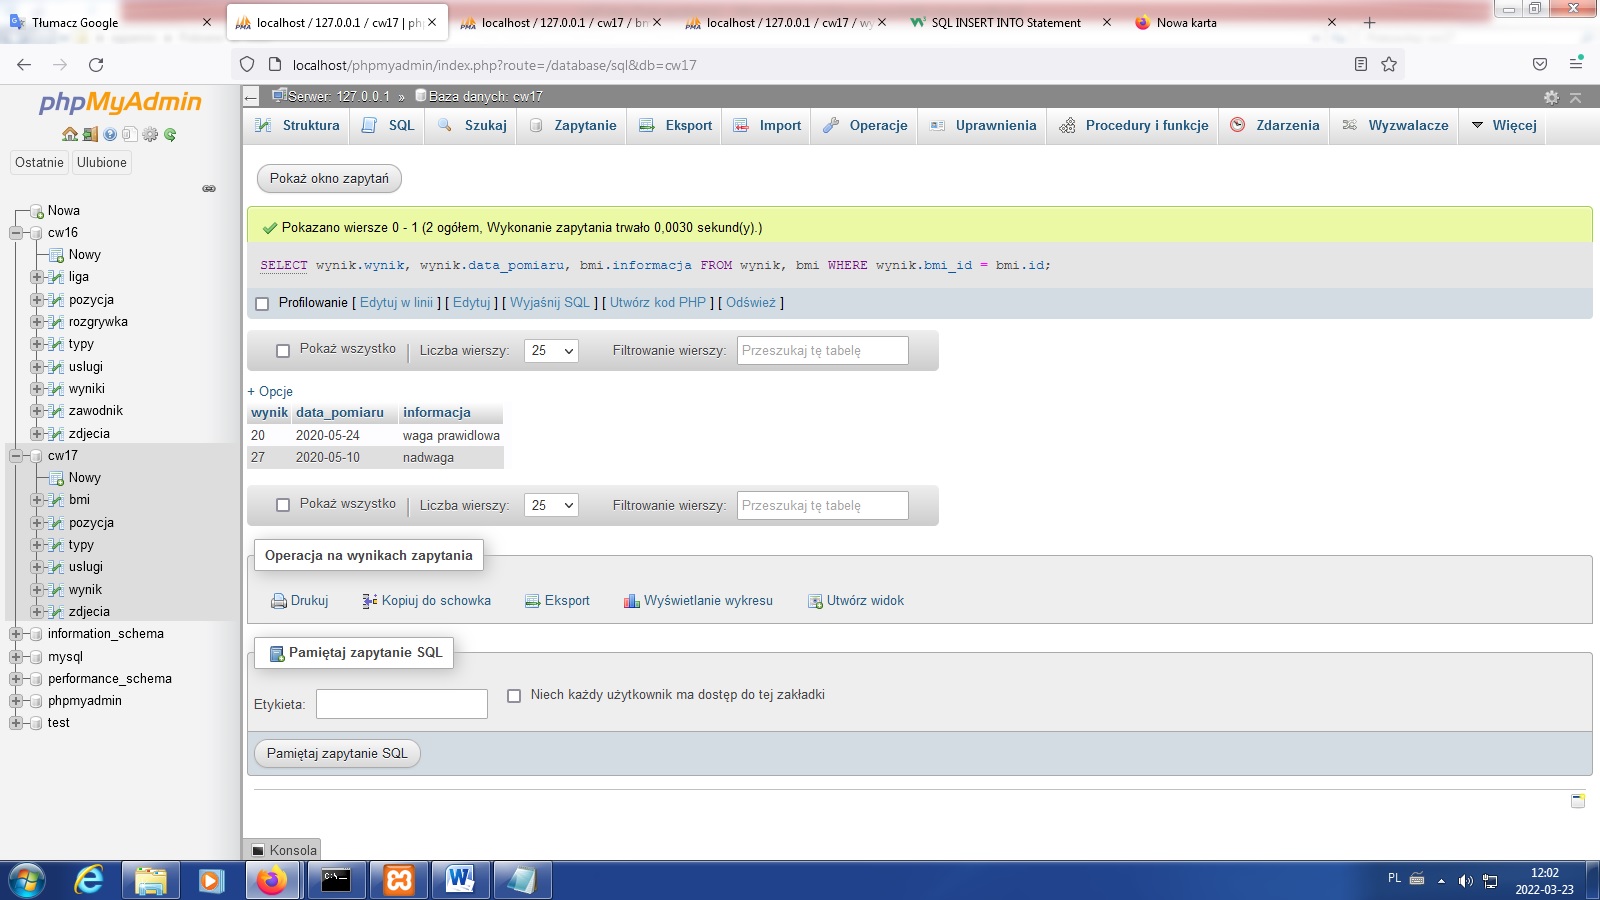 Tłumacz Google
localhost / 127.0.0.1 / cw17 | ph
localhost / 127.0.0.1 / cw17 / bm
localhost / 127.0.0.1 / cw17 / wy
SQL INSERT INTO Statement
Nowa karta
localhost/phpmyadmin/index.php?route=/database/sql&db=cw17
phpMyAdmin
Ostatnie
Ulubione
Nowa
cw16
Nowy
liga
pozycja
rozgrywka
typy
uslugi
wyniki
zawodnik
zdjecia
cw17
Nowy
bmi
pozycja
typy
uslugi
wynik
zdjecia
information_schema
mysql
performance_schema
phpmyadmin
test
Serwer: 127.0.0.1 » Baza danych: cw17
Struktura SQL Szukaj Zapytanie Eksport Import Operacje Uprawnienia Procedury i funkcje Zdarzenia Wyzwalacze Więcej
Pokaż okno zapytań
Pokazano wiersze 0 - 1 (2 ogółem, Wykonanie zapytania trwało 0,0030 sekund(y).)
SELECT wynik.wynik, wynik.data_pomiaru, bmi.informacja FROM wynik, bmi WHERE wynik.bmi_id = bmi.id;
Profilowanie [ Edytuj w linii ] [ Edytuj ] [ Wyjaśnij SQL ] [ Utwórz kod PHP ] [ Odśwież ]
Pokaż wszystko | Liczba wierszy: 25 Filtrowanie wierszy: Przeszukaj tę tabelę
+ Opcje
wynik data_pomiaru informacja
20 2020-05-24 waga prawidlowa
27 2020-05-10 nadwaga
Pokaż wszystko | Liczba wierszy: 25 Filtrowanie wierszy: Przeszukaj tę tabelę
Operacja na wynikach zapytania
Drukuj Kopiuj do schowka Eksport Wyświetlanie wykresu Utwórz widok
Pamiętaj zapytanie SQL
Etykieta: Niech każdy użytkownik ma dostęp do tej zakładki
Pamiętaj zapytanie SQL
Konsola
PL
12:02
2022-03-23